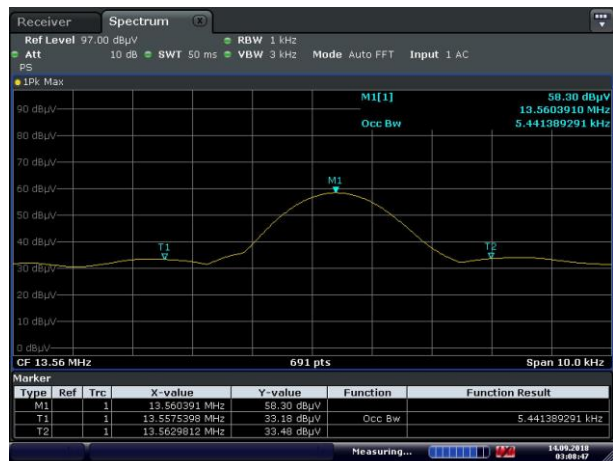 Receiver Spectrum
Ref Level 97.00 dBµV RBW 1 kHz
Att 10 dB SWT 50 ms VBW 3 kHz Mode Auto FFT Input 1 AC
PS
1Pk Max
M1[1] 58.30 dBµV
13.5603910 MHz
Occ Bw 5.441389291 kHz
90 dBµV
80 dBµV
70 dBµV
M1
60 dBµV
50 dBµV
40 dBµV
T1 T2
30 dBµV
20 dBµV
10 dBµV
0 dBµV
CF 13.56 MHz 691 pts Span 10.0 kHz
Marker
Type Ref Trc X-value Y-value Function Function Result
M1 1 13.560391 MHz 58.30 dBµV
T1 1 13.5575398 MHz 33.18 dBµV Occ Bw 5.441389291 kHz
T2 1 13.5629812 MHz 33.48 dBµV
Measuring... 14.09.2018
03:08:47